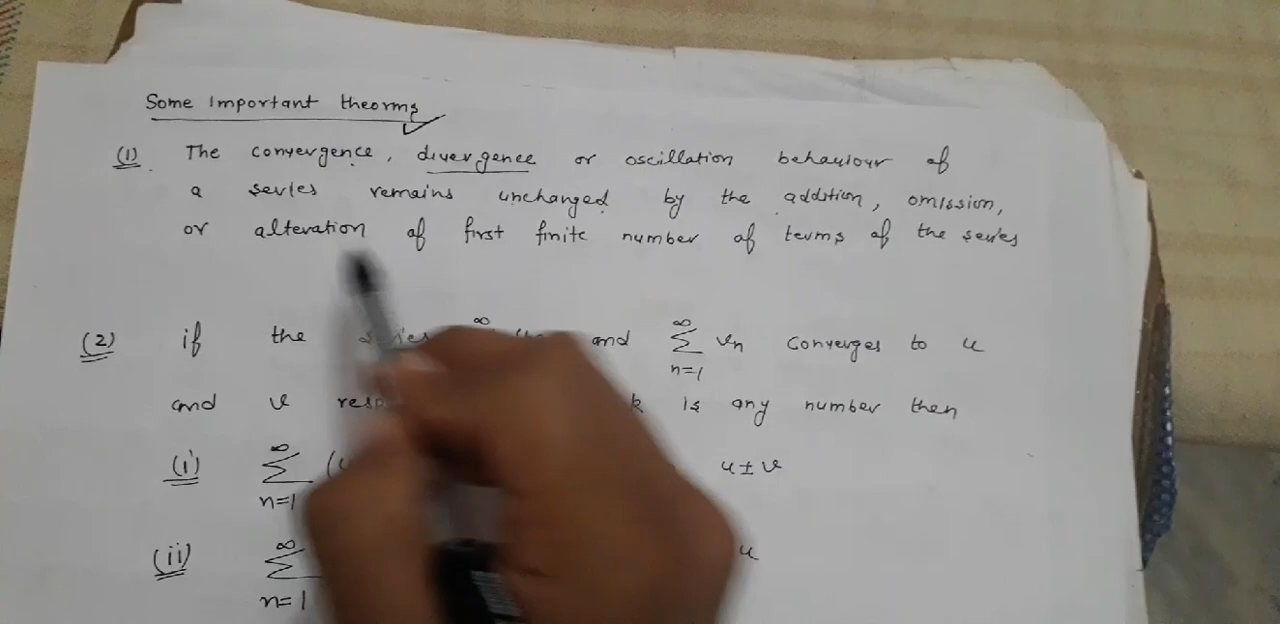 Some Important theorms
(1) The convergence, divergence or oscillation behaviour of
a series remains unchanged by the addition, omission,
or alteration of first finite number of terms of the series
(2) if the ∞ and ∞ Σ n=1 vn converges to u
and v k is any number then
(i) ∞ Σ n=1 ( u ± v
(ii) ∞ Σ n=1 u